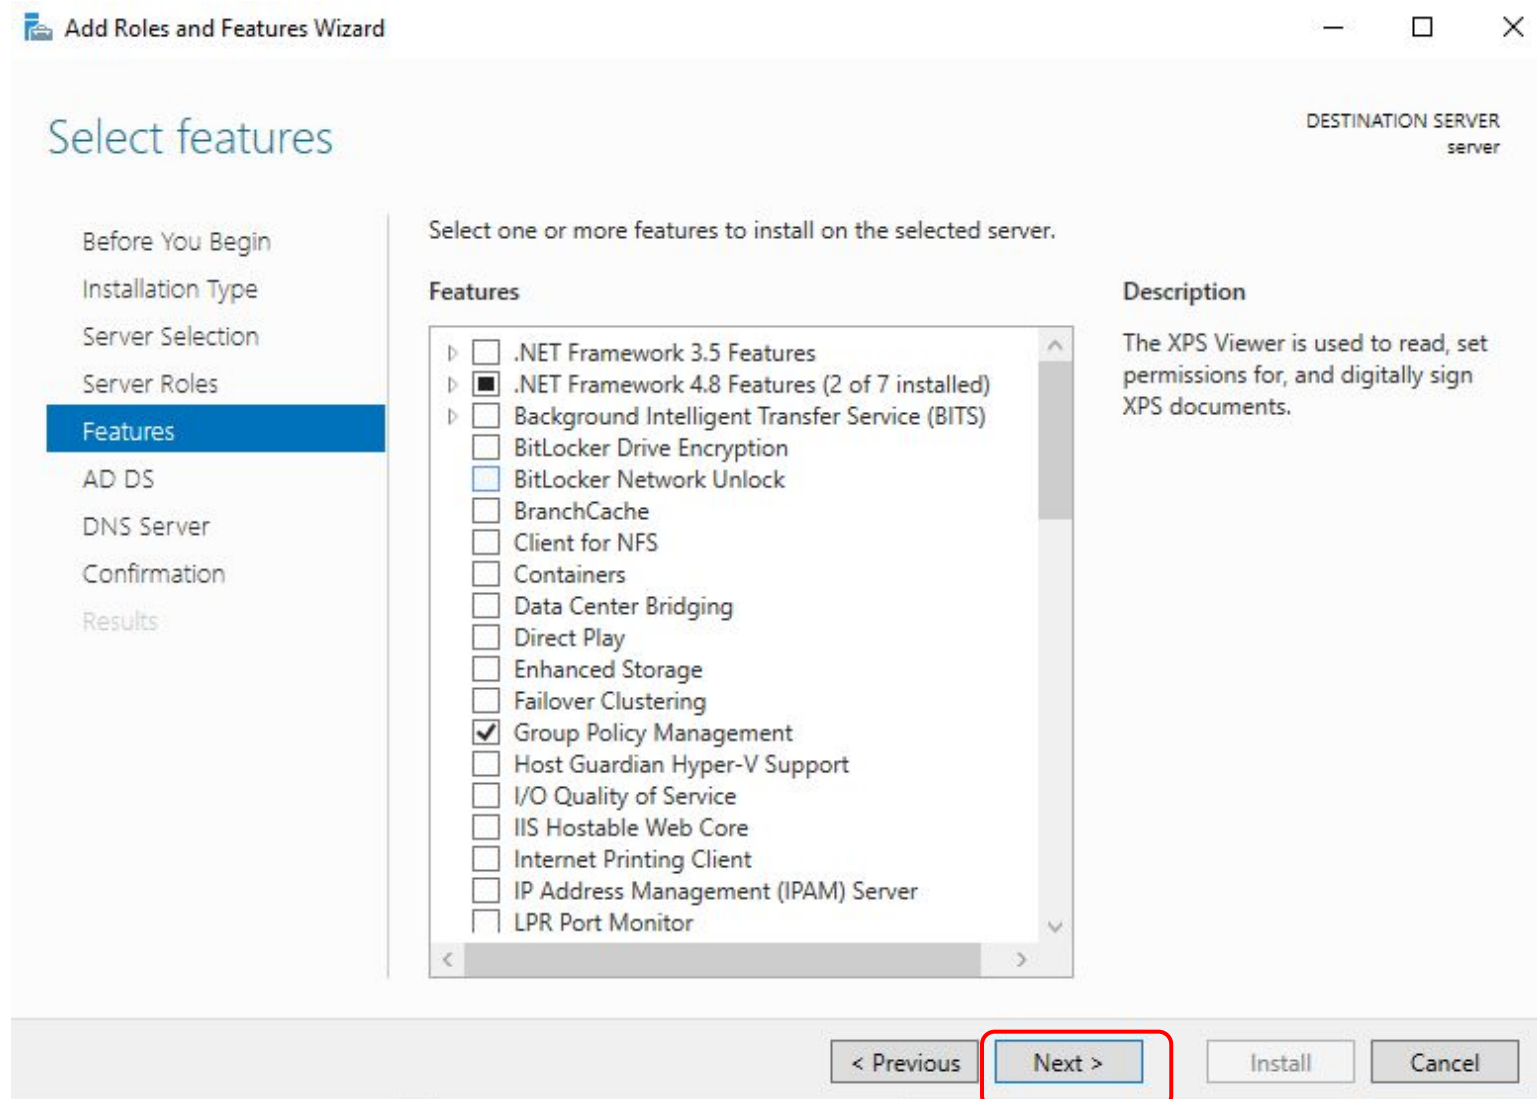 Add Roles and Features Wizard
Select features
DESTINATION SERVER
server
Before You Begin
Installation Type
Server Selection
Server Roles
Features
AD DS
DNS Server
Confirmation
Results
Select one or more features to install on the selected server.
Features
.NET Framework 3.5 Features
.NET Framework 4.8 Features (2 of 7 installed)
Background Intelligent Transfer Service (BITS)
BitLocker Drive Encryption
BitLocker Network Unlock
BranchCache
Client for NFS
Containers
Data Center Bridging
Direct Play
Enhanced Storage
Failover Clustering
Group Policy Management
Host Guardian Hyper-V Support
I/O Quality of Service
IIS Hostable Web Core
Internet Printing Client
IP Address Management (IPAM) Server
LPR Port Monitor
Description
The XPS Viewer is used to read, set
permissions for, and digitally sign
XPS documents.
< Previous
Next >
Install
Cancel